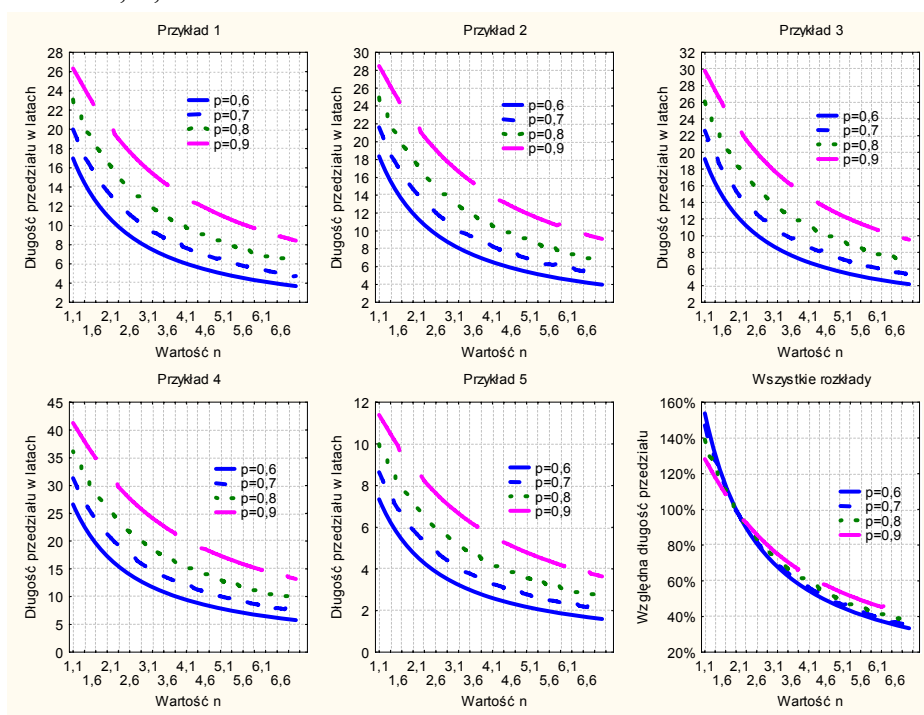 Przykład 1
Długość przedziału w latach
28
26
24
22
20
18
16
14
12
10
8
6
4
2
p=0,6
p=0,7
p=0,8
p=0,9
1,1 2,1 3,1 4,1 5,1 6,1
1,6 2,6 3,6 4,6 5,6 6,6
Wartość n
Przykład 2
Długość przedziału w latach
30
28
26
24
22
20
18
16
14
12
10
8
6
4
2
p=0,6
p=0,7
p=0,8
p=0,9
1,1 2,1 3,1 4,1 5,1 6,1
1,6 2,6 3,6 4,6 5,6 6,6
Wartość n
Przykład 3
Długość przedziału w latach
32
30
28
26
24
22
20
18
16
14
12
10
8
6
4
2
p=0,6
p=0,7
p=0,8
p=0,9
1,1 2,1 3,1 4,1 5,1 6,1
1,6 2,6 3,6 4,6 5,6 6,6
Wartość n
Przykład 4
Długość przedziału w latach
45
40
35
30
25
20
15
10
5
0
p=0,6
p=0,7
p=0,8
p=0,9
1,1 2,1 3,1 4,1 5,1 6,1
1,6 2,6 3,6 4,6 5,6 6,6
Wartość n
Przykład 5
Długość przedziału w latach
12
10
8
6
4
2
0
p=0,6
p=0,7
p=0,8
p=0,9
1,1 2,1 3,1 4,1 5,1 6,1
1,6 2,6 3,6 4,6 5,6 6,6
Wartość n
Wszystkie rozkłady
Względna długość przedziału
160%
140%
120%
100%
80%
60%
40%
20%
p=0,6
p=0,7
p=0,8
p=0,9
1,1 2,1 3,1 4,1 5,1 6,1
1,6 2,6 3,6 4,6 5,6 6,6
Wartość n